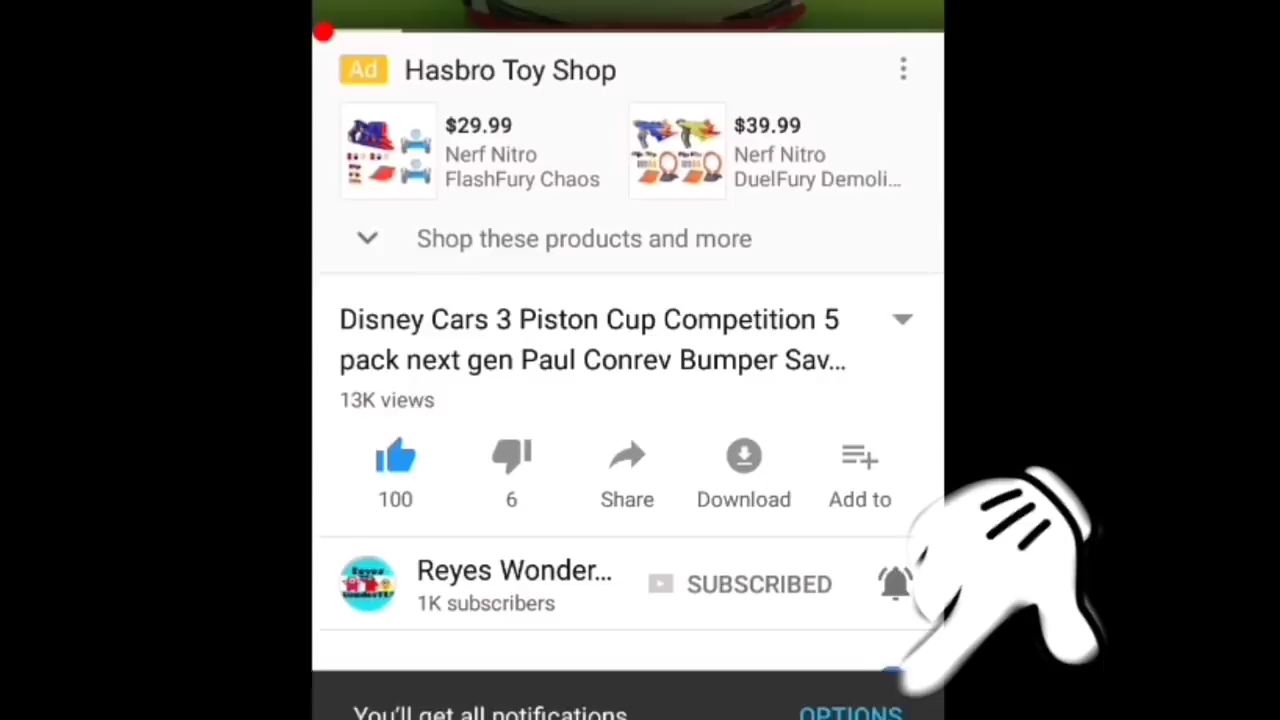 Ad Hasbro Toy Shop
$29.99
Nerf Nitro
FlashFury Chaos
$39.99
Nerf Nitro
DuelFury Demoli...
Shop these products and more
Disney Cars 3 Piston Cup Competition 5
pack next gen Paul Conrev Bumper Sav...
13K views
100
6
Share
Download
Add to
Reyes Wonder...
1K subscribers
SUBSCRIBED
You'll get all notifications
OPTIONS